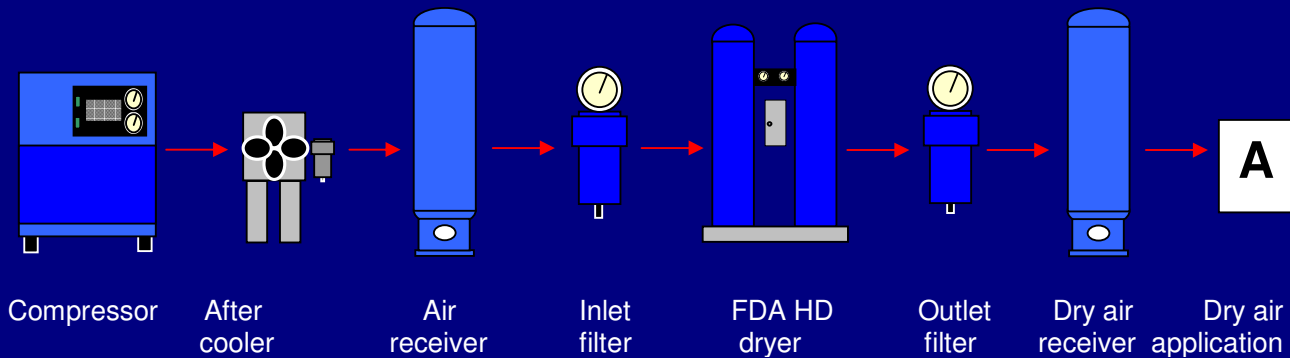 A
Compressor After Air Inlet FDA HD Outlet Dry air Dry air
cooler receiver filter dryer filter receiver application